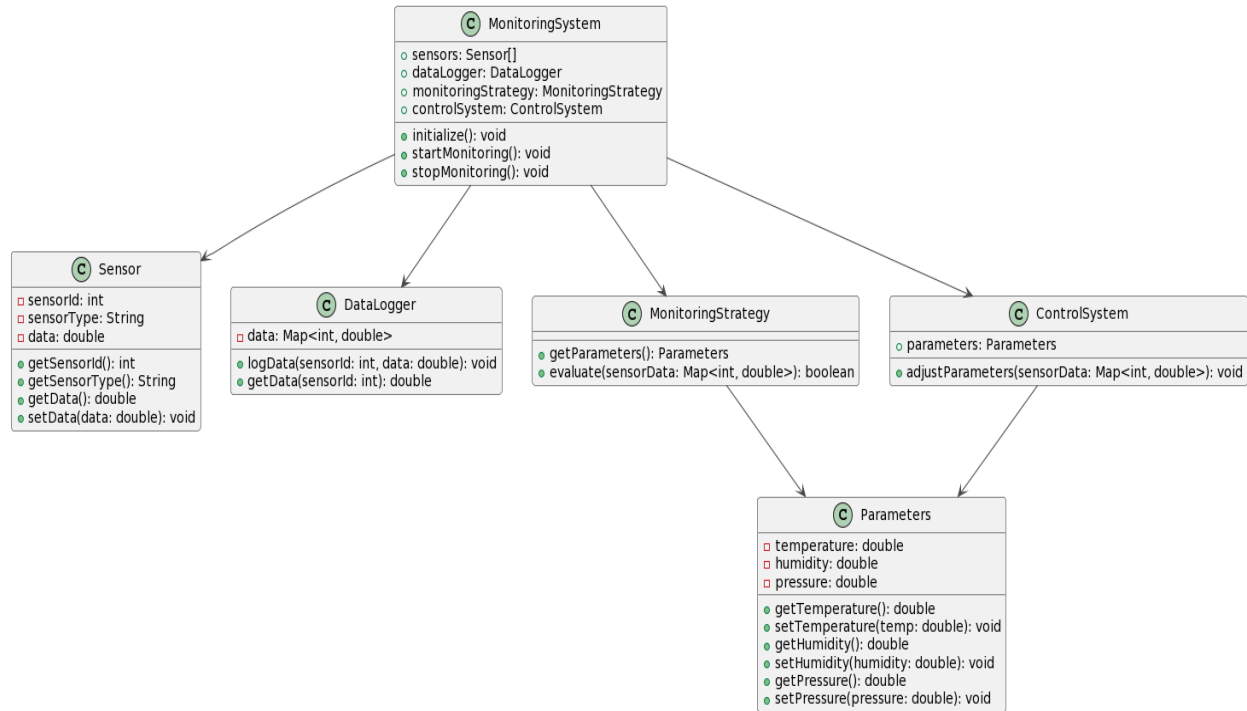 C MonitoringSystem
sensors: Sensor[]
dataLogger: DataLogger
monitoringStrategy: MonitoringStrategy
controlSystem: ControlSystem
initialize(): void
startMonitoring(): void
stopMonitoring(): void
C Sensor
sensorId: int
sensorType: String
data: double
getSensorId(): int
getSensorType(): String
getData(): double
setData(data: double): void
C DataLogger
data: Map<int, double>
logData(sensorId: int, data: double): void
getData(sensorId: int): double
C MonitoringStrategy
getParameters(): Parameters
evaluate(sensorData: Map<int, double>): boolean
C ControlSystem
parameters: Parameters
adjustParameters(sensorData: Map<int, double>): void
C Parameters
temperature: double
humidity: double
pressure: double
getTemperature(): double
setTemperature(temp: double): void
getHumidity(): double
setHumidity(humidity: double): void
getPressure(): double
setPressure(pressure: double): void